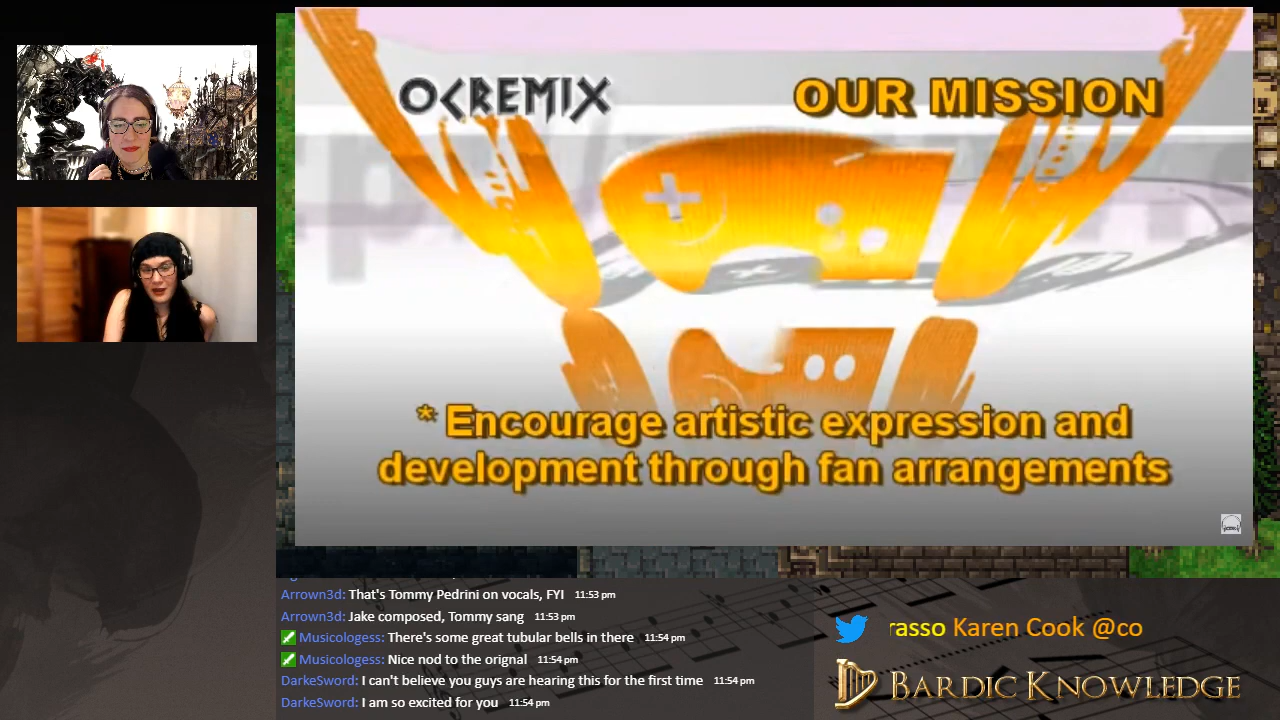 OCREMIX
OUR MISSION
* Encourage artistic expression and
development through fan arrangements
Arrown3d: That's Tommy Pedrini on vocals, FYI 11:53 pm
Arrown3d: Jake composed, Tommy sang 11:53 pm
Musicologess: There's some great tubular bells in there 11:54 pm
Musicologess: Nice nod to the orignal 11:54 pm
DarkeSword: I can't believe you guys are hearing this for the first time 11:54 pm
DarkeSword: I am so excited for you 11:54 pm
rasso Karen Cook @co
BARDIC KNOWLEDGE